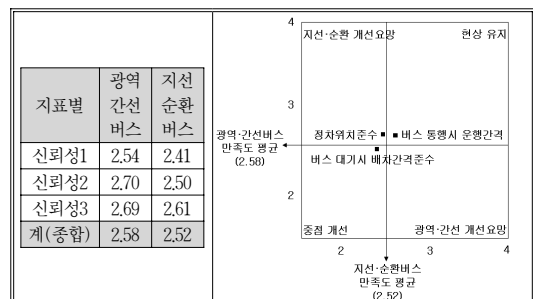 지표별 광역 간선 버스 지선 순환 버스
신뢰성1 2.54 2.41
신뢰성2 2.70 2.50
신뢰성3 2.69 2.61
계(종합) 2.58 2.52
4
지선·순환 개선요망 현상 유지
3
광역·간선버스
만족도 평균
(2.58)
정차위치준수 버스 통행시 운행간격
버스 대기시 배차간격준수
2
중점 개선 광역·간선 개선요망
2 3 4
지선·순환버스
만족도 평균
(2.52)